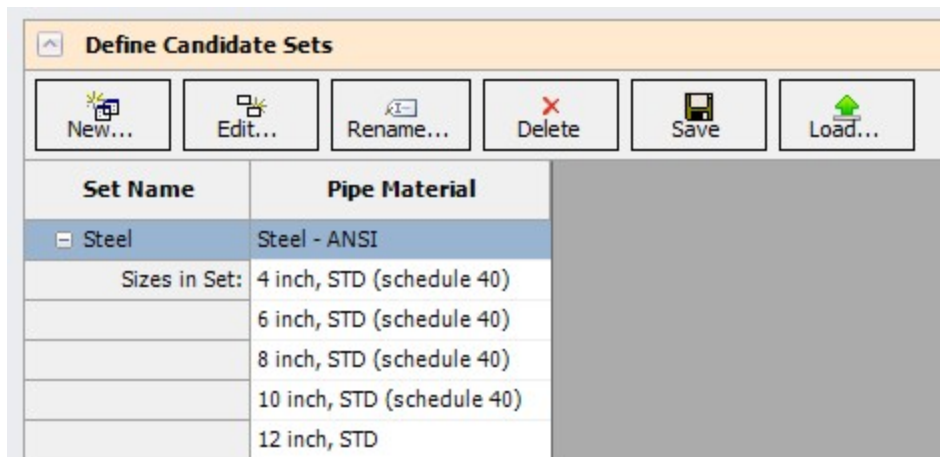 Define Candidate Sets
New... Edit... Rename... Delete Save Load...
Set Name Pipe Material
Steel Steel - ANSI
Sizes in Set: 4 inch, STD (schedule 40)
6 inch, STD (schedule 40)
8 inch, STD (schedule 40)
10 inch, STD (schedule 40)
12 inch, STD